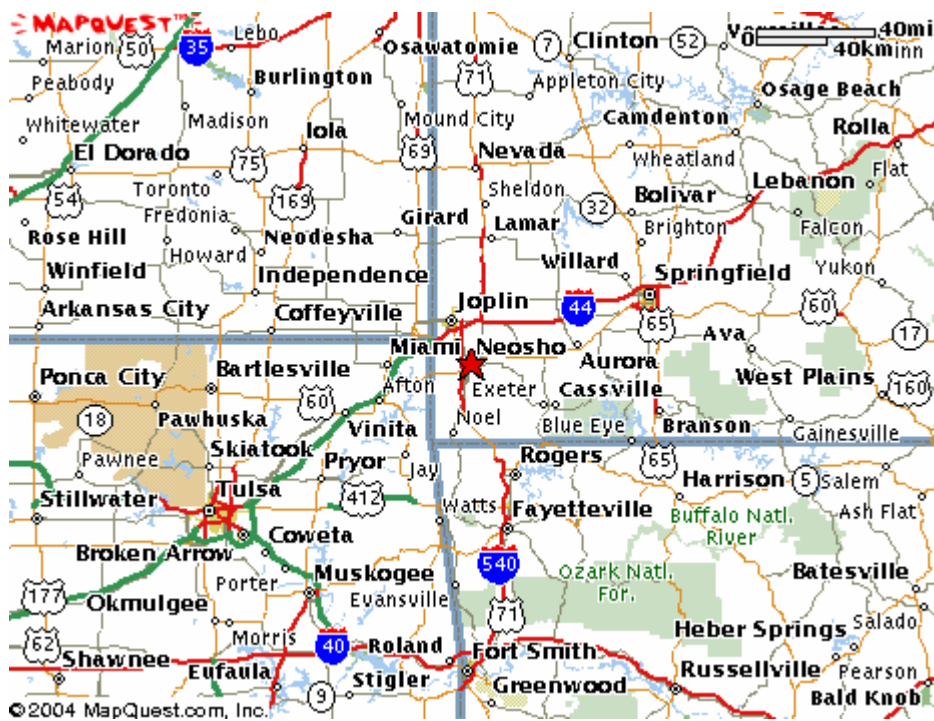 MAPQUEST
Marion
50
35
Lebo
Osawatomie
7
Clinton
52
40mi
0
40km
Peabody
Burlington
71
Appleton City
Osage Beach
Whitewater
Madison
Iola
Mound City
Camdenton
Rolla
El Dorado
75
69
Nevada
Wheatland
Flat
Toronto
54
Fredonia
169
Sheldon
32
Bolivar
Lebanon
Rose Hill
Howard
Neodesha
Girard
Lamar
Brighton
Falcon
Winfield
Independence
Willard
Springfield
Yukon
Arkansas City
Coffeyville
Joplin
44
65
60
17
Ava
Miami
Neosho
Aurora
Ponca City
Bartlesville
Afton
Exeter
Cassville
West Plains
160
18
Pawhuska
60
Vinita
Noel
Blue Eye
Branson
Gainesville
Pawnee
Skiatook
Pryor
Jay
Rogers
65
Harrison
5
Salem
Stillwater
Tulsa
412
Watts
Fayetteville
Ash Flat
Broken Arrow
Coweta
Buffalo Natl.
River
177
Porter
Muskogee
540
Ozark Natl.
For.
Batesville
Okmulgee
Evansville
71
62
Morris
40
Roland
Heber Springs
Salado
Shawnee
Eufaula
Fort Smith
Russellville
Pearson
9
Stigler
Greenwood
Bald Knob
©2004 MapQuest.com, Inc.